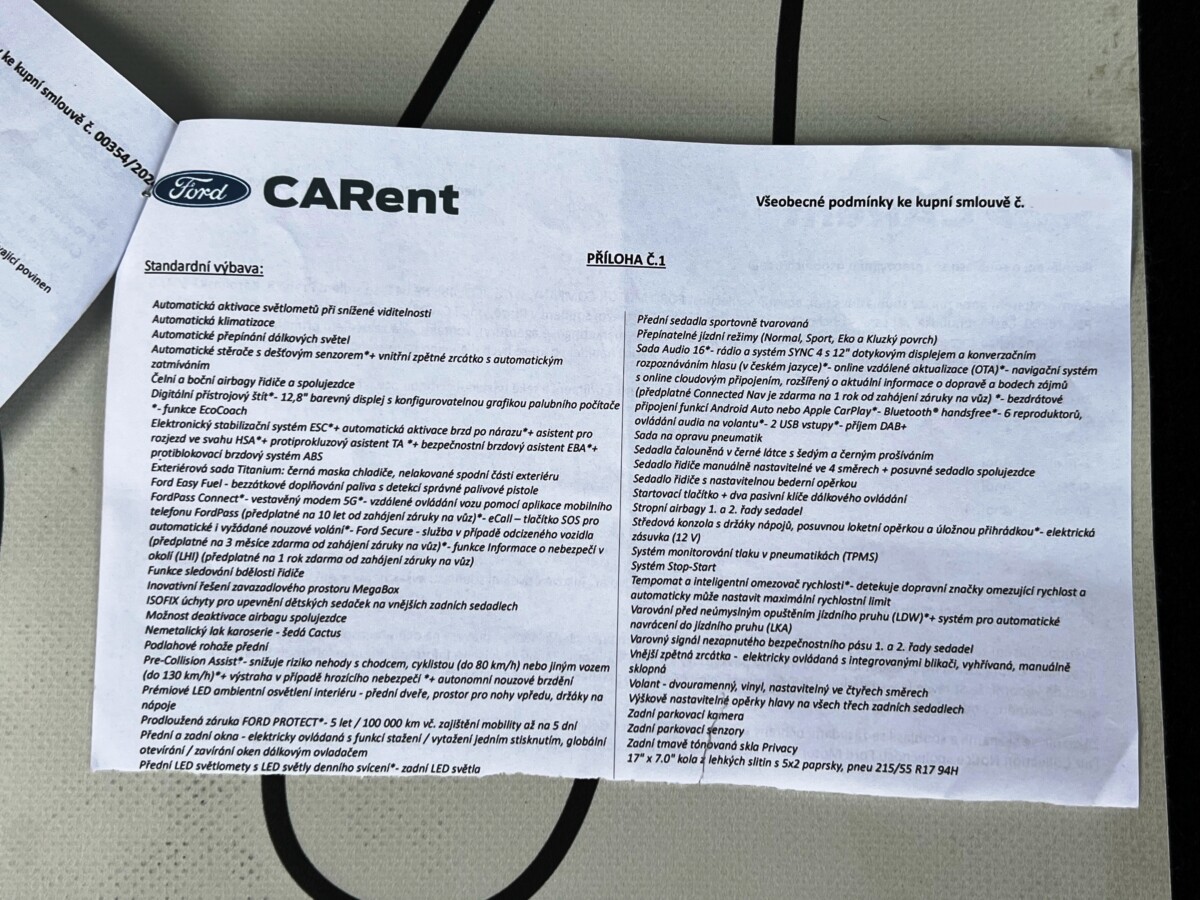 ke kupní smlouvě č. 00354/202
vající povinen
Ford CARent
Všeobecné podmínky ke kupní smlouvě č.
PŘÍLOHA Č.1
Standardní výbava:
Automatická aktivace světlometů při snížené viditelnosti
Automatická klimatizace
Automatické přepínání dálkových světel
Automatické stěrače s dešťovým senzorem*+ vnitřní zpětné zrcátko s automatickým
zatmíváním
Čelní a boční airbagy řidiče a spolujezdce
Digitální přístrojový štít*- 12,8" barevný displej s konfigurovatelnou grafikou palubního počítače
*- funkce EcoCoach
Elektronický stabilizační systém ESC*+ automatická aktivace brzd po nárazu*+ asistent pro
rozjezd ve svahu HSA*+ protiprokluzový asistent TA *+ bezpečnostní brzdový asistent EBA*+
protiblokovací brzdový systém ABS
Exteriérová sada Titanium: černá maska chladiče, nelakované spodní části exteriéru
Ford Easy Fuel - bezzátkové doplňování paliva s detekcí správné palivové pistole
FordPass Connect*- vestavěný modem 5G*- vzdálené ovládání vozu pomocí aplikace mobilního
telefonu FordPass (předplatné na 10 let od zahájení záruky na vůz)*- eCall – tlačítko SOS pro
automatické i vyžádané nouzové volání*- Ford Secure - služba v případě odcizeného vozidla
(předplatné na 3 měsíce zdarma od zahájení záruky na vůz)*- funkce Informace o nebezpečí v
okolí (LHI) (předplatné na 1 rok zdarma od zahájení záruky na vůz)
Funkce sledování bdělosti řidiče
Inovativní řešení zavazadlového prostoru MegaBox
ISOFIX úchyty pro upevnění dětských sedaček na vnějších zadních sedadlech
Možnost deaktivace airbagu spolujezdce
Nemetalický lak karoserie - šedá Cactus
Podlahové rohože přední
Pre-Collision Assist*- snižuje riziko nehody s chodcem, cyklistou (do 80 km/h) nebo jiným vozem
(do 130 km/h)*+ výstraha v případě hrozícího nebezpečí *+ autonomní nouzové brzdění
Prémiové LED ambientní osvětlení interiéru - přední dveře, prostor pro nohy vpředu, držáky na
nápoje
Prodloužená záruka FORD PROTECT*- 5 let / 100 000 km vč. zajištění mobility až na 5 dní
Přední a zadní okna - elektricky ovládaná s funkcí stažení / vytažení jedním stisknutím, globální
otevírání / zavírání oken dálkovým ovladačem
Přední LED světlomety s LED světly denního svícení*- zadní LED světla
Přední sedadla sportovně tvarovaná
Přepínatelné jízdní režimy (Normal, Sport, Eko a Kluzký povrch)
Sada Audio 16*- rádio a systém SYNC 4 s 12" dotykovým displejem a konverzačním
rozpoznáváním hlasu (v českém jazyce)*- online vzdálené aktualizace (OTA)*- navigační systém
s online cloudovým připojením, rozšířený o aktuální informace o dopravě a bodech zájmů
(předplatné Connected Nav je zdarma na 1 rok od zahájení záruky na vůz) *- bezdrátové
připojení funkcí Android Auto nebo Apple CarPlay*- Bluetooth® handsfree*- 6 reproduktorů,
ovládání audia na volantu*- 2 USB vstupy*- příjem DAB+
Sada na opravu pneumatik
Sedadla čalouněná v černé látce s šedým a černým prošíváním
Sedadlo řidiče manuálně nastavitelné ve 4 směrech + posuvné sedadlo spolujezdce
Sedadlo řidiče s nastavitelnou bederní opěrkou
Startovací tlačítko + dva pasivní klíče dálkového ovládání
Stropní airbagy 1. a 2. řady sedadel
Středová konzola s držáky nápojů, posuvnou loketní opěrkou a úložnou přihrádkou*- elektrická
zásuvka (12 V)
Systém monitorování tlaku v pneumatikách (TPMS)
Systém Stop-Start
Tempomat a inteligentní omezovač rychlosti*- detekuje dopravní značky omezující rychlost a
automaticky může nastavit maximální rychlostní limit
Varování před neúmyslným opuštěním jízdního pruhu (LDW)*+ systém pro automatické
navrácení do jízdního pruhu (LKA)
Varovný signál nezapnutého bezpečnostního pásu 1. a 2. řady sedadel
Vnější zpětná zrcátka - elektricky ovládaná s integrovanými blikači, vyhřívaná, manuálně
sklopná
Volant - dvouramenný, vinyl, nastavitelný ve čtyřech směrech
Výškově nastavitelné opěrky hlavy na všech třech zadních sedadlech
Zadní parkovací kamera
Zadní parkovací senzory
Zadní tmavě tónovaná skla Privacy
17" x 7.0" kola z lehkých slitin s 5x2 paprsky, pneu 215/55 R17 94H